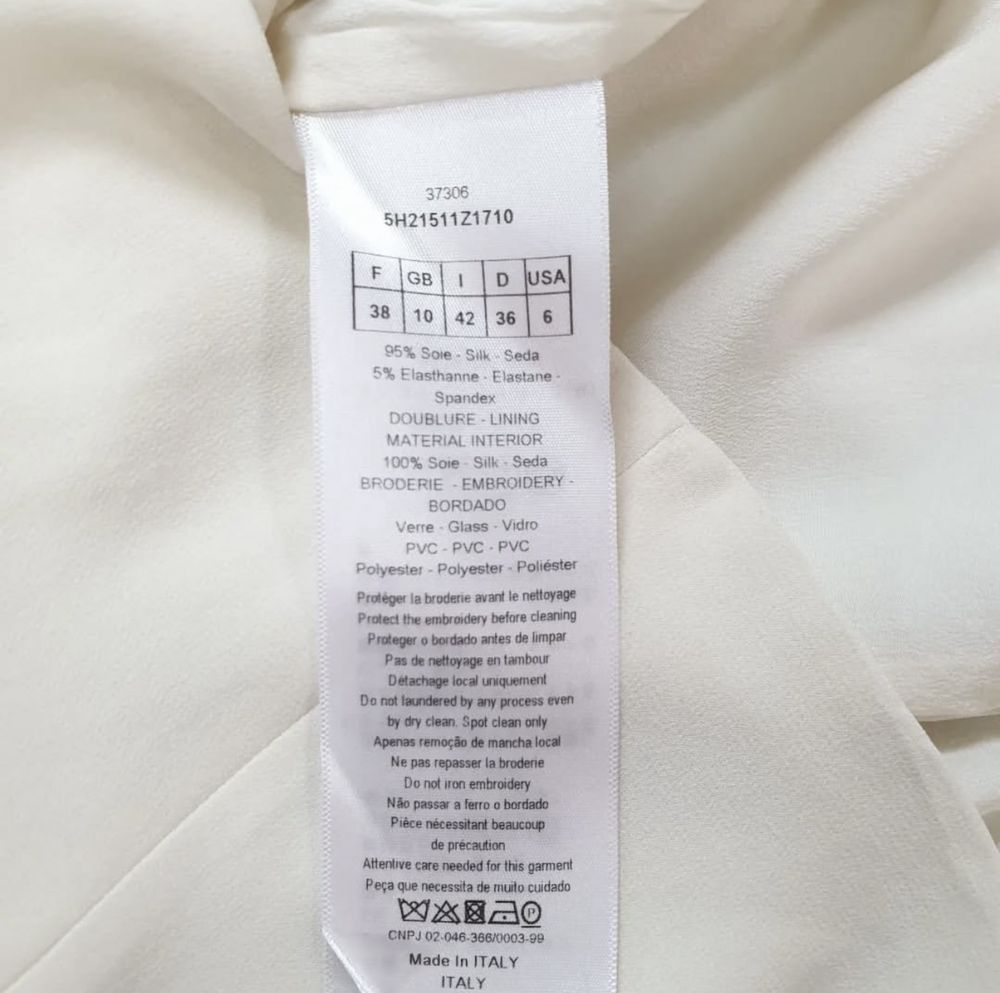 37306
5H21511Z1710
F GB I D USA
38 10 42 36 6
95% Soie - Silk - Seda
5% Elasthanne - Elastane -
Spandex
DOUBLURE - LINING
MATERIAL INTERIOR
100% Soie - Silk - Seda
BRODERIE - EMBROIDERY -
BORDADO
Verre - Glass - Vidro
PVC - PVC - PVC
Polyester - Polyester - Poliéster
Protéger la broderie avant le nettoyage
Protect the embroidery before cleaning
Proteger o bordado antes de limpar
Pas de nettoyage en tambour
Détachage local uniquement
Do not laundered by any process even
by dry clean. Spot clean only
Apenas remoção de mancha local
Ne pas repasser la broderie
Do not iron embroidery
Não passar a ferro o bordado
Pièce nécessitant beaucoup
de précaution
Attentive care needed for this garment
Peça que necessita de muito cuidado
P
CNPJ 02-046-366/0003-99
Made In ITALY
ITALY